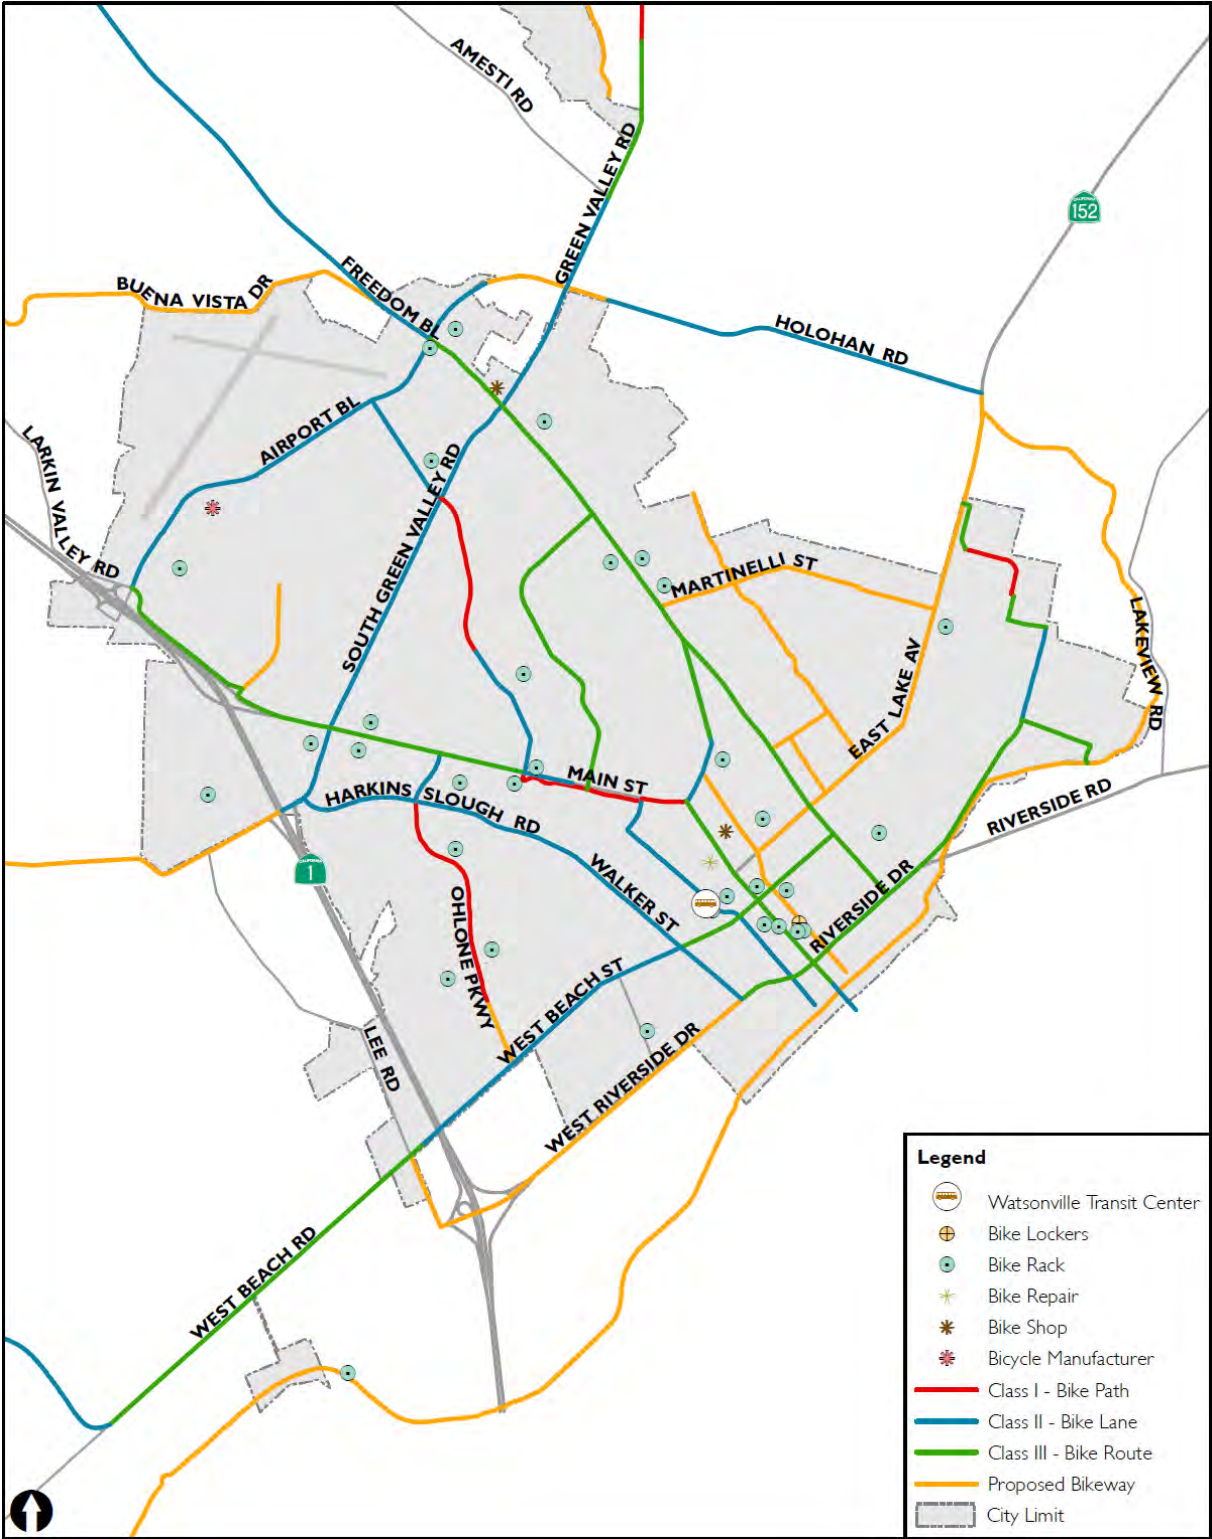 AMESTI RD
GREEN VALLEY RD
CALIFORNIA
152
FREEDOM BL
BUENA VISTA DR
HOLOHAN RD
AIRPORT BL
LARKIN VALLEY RD
SOUTH GREEN VALLEY RD
MARTINELLI ST
LAKEVIEW RD
EAST LAKE AV
MAIN ST
HARKINS SLOUGH RD
RIVERSIDE RD
CALIFORNIA
1
WALKER ST
OHLONE PKWY
RIVERSIDE DR
WEST BEACH ST
LEE RD
WEST RIVERSIDE DR
WEST BEACH RD
Legend
Watsonville Transit Center
Bike Lockers
Bike Rack
Bike Repair
Bike Shop
Bicycle Manufacturer
Class I - Bike Path
Class II - Bike Lane
Class III - Bike Route
Proposed Bikeway
City Limit